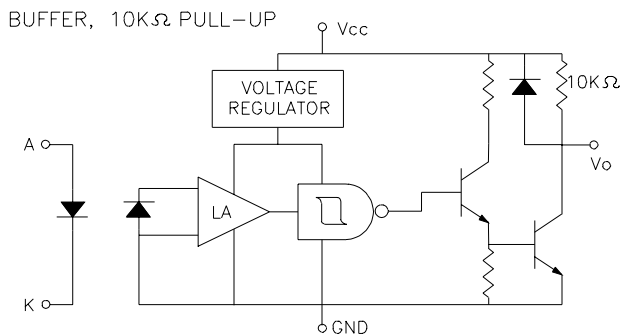 BUFFER, 10KΩ PULL-UP
Vcc
VOLTAGE
REGULATOR
10KΩ
A
Vo
LA
K
GND